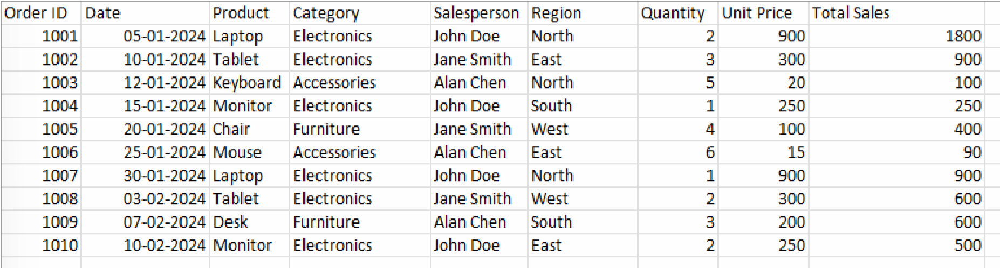 Order ID Date Product Category Salesperson Region Quantity Unit Price Total Sales
1001 05-01-2024 Laptop Electronics John Doe North 2 900 1800
1002 10-01-2024 Tablet Electronics Jane Smith East 3 300 900
1003 12-01-2024 Keyboard Accessories Alan Chen North 5 20 100
1004 15-01-2024 Monitor Electronics John Doe South 1 250 250
1005 20-01-2024 Chair Furniture Jane Smith West 4 100 400
1006 25-01-2024 Mouse Accessories Alan Chen East 6 15 90
1007 30-01-2024 Laptop Electronics John Doe North 1 900 900
1008 03-02-2024 Tablet Electronics Jane Smith West 2 300 600
1009 07-02-2024 Desk Furniture Alan Chen South 3 200 600
1010 10-02-2024 Monitor Electronics John Doe East 2 250 500